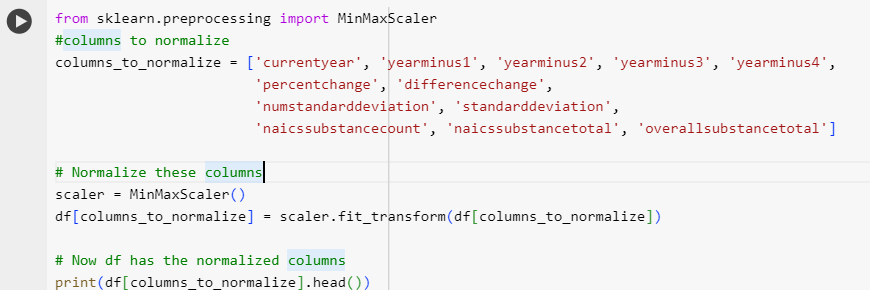 from sklearn.preprocessing import MinMaxScaler
#columns to normalize
columns_to_normalize = ['currentyear', 'yearminus1', 'yearminus2', 'yearminus3', 'yearminus4',
'percentchange', 'differencechange',
'numstandarddeviation', 'standarddeviation',
'naicssubstancecount', 'naicssubstancetotal', 'overallsubstancetotal']
# Normalize these columns
scaler = MinMaxScaler()
df[columns_to_normalize] = scaler.fit_transform(df[columns_to_normalize])
# Now df has the normalized columns
print(df[columns_to_normalize].head())